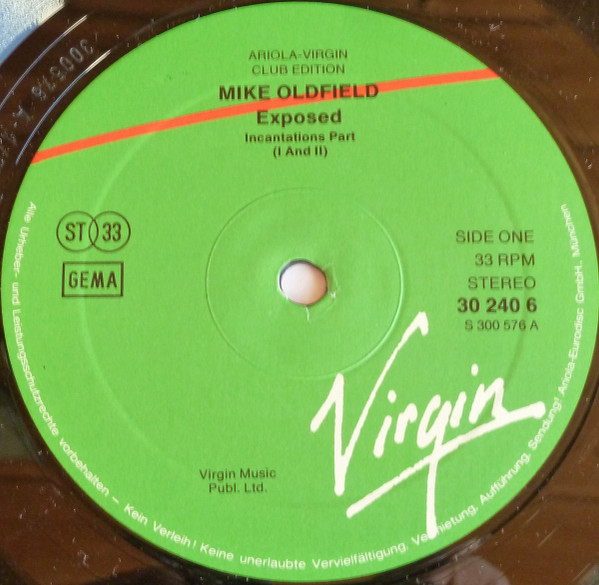 ARIOLA-VIRGIN
CLUB EDITION
MIKE OLDFIELD
Exposed
Incantations Part
(I And II)
ST 33
GEMA
SIDE ONE
33 RPM
STEREO
30 240 6
S 300 576 A
Virgin
Virgin Music
Publ. Ltd.
Alle Urheber- und Leistungsschutzrechte vorbehalten – Kein Verleih! Keine unerlaubte Vervielfältigung, Vermietung, Aufführung, Sendung! Ariola-Eurodisc GmbH., München